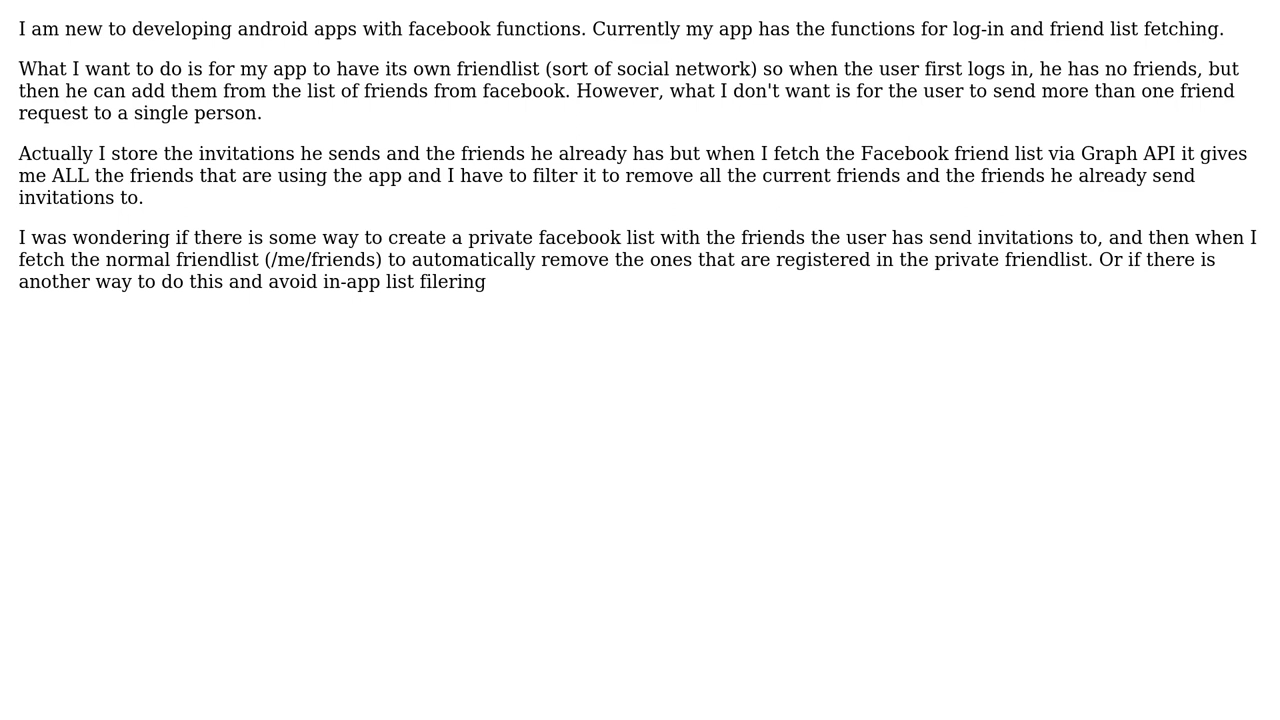 I am new to developing android apps with facebook functions. Currently my app has the functions for log-in and friend list fetching.
What I want to do is for my app to have its own friendlist (sort of social network) so when the user first logs in, he has no friends, but
then he can add them from the list of friends from facebook. However, what I don't want is for the user to send more than one friend
request to a single person.
Actually I store the invitations he sends and the friends he already has but when I fetch the Facebook friend list via Graph API it gives
me ALL the friends that are using the app and I have to filter it to remove all the current friends and the friends he already send
invitations to.
I was wondering if there is some way to create a private facebook list with the friends the user has send invitations to, and then when I
fetch the normal friendlist (/me/friends) to automatically remove the ones that are registered in the private friendlist. Or if there is
another way to do this and avoid in-app list filering